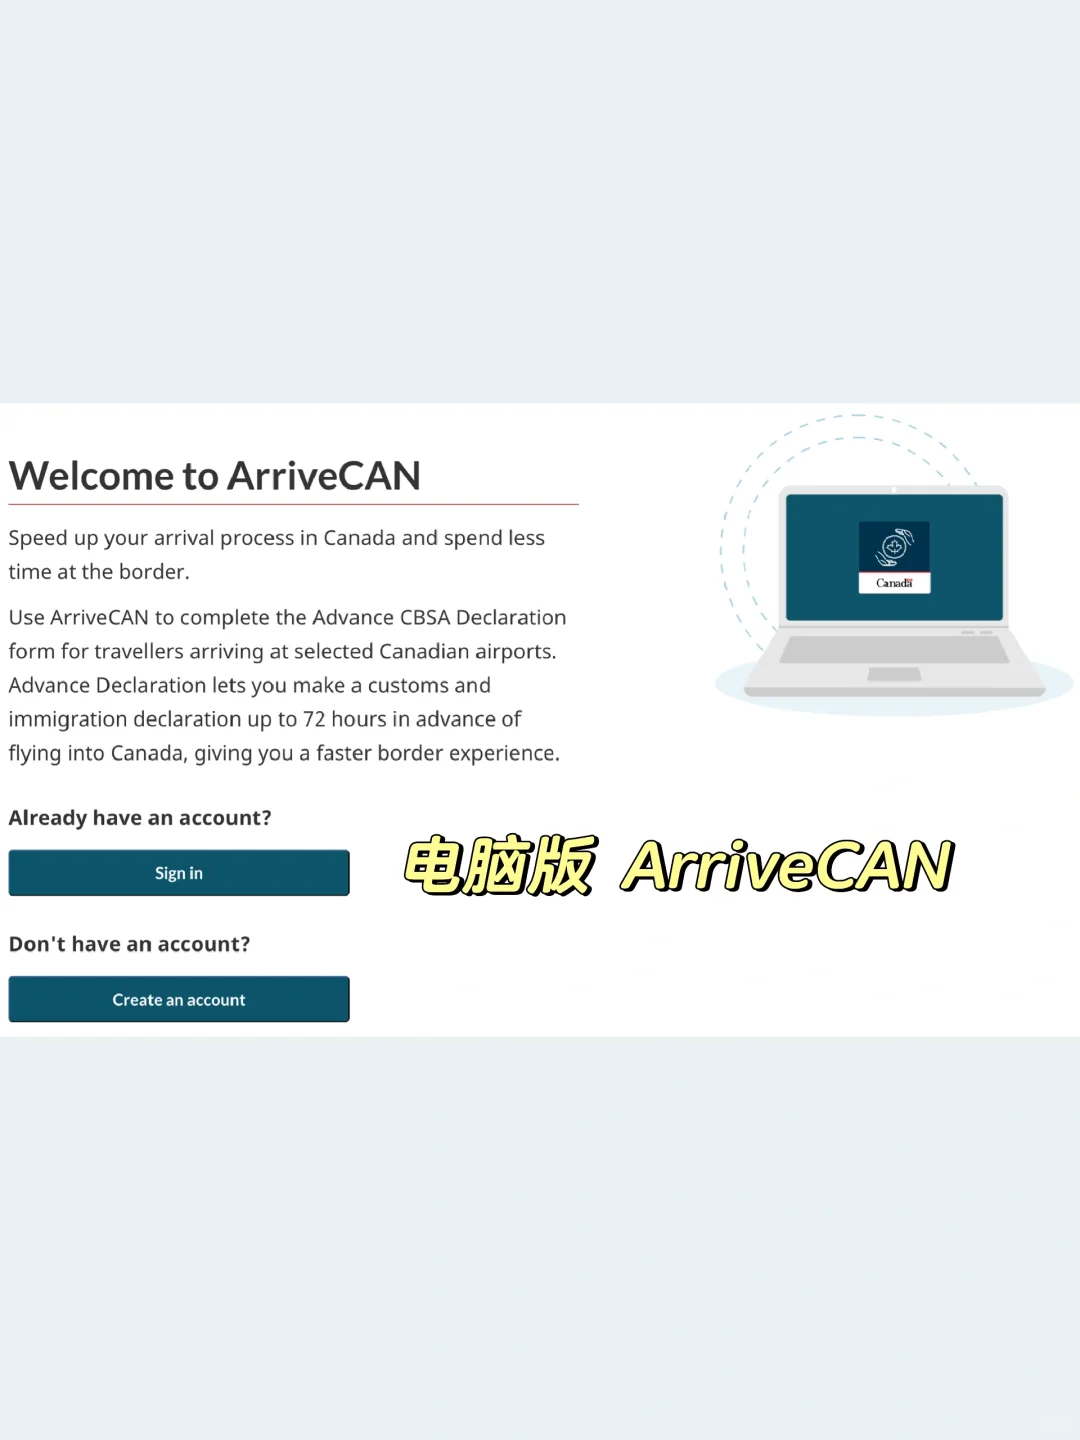 Welcome to ArriveCAN
Speed up your arrival process in Canada and spend less
time at the border.
Use ArriveCAN to complete the Advance CBSA Declaration
form for travellers arriving at selected Canadian airports.
Advance Declaration lets you make a customs and
immigration declaration up to 72 hours in advance of
flying into Canada, giving you a faster border experience.
Canada
Already have an account?
Sign in
电脑版 ArriveCAN
Don't have an account?
Create an account